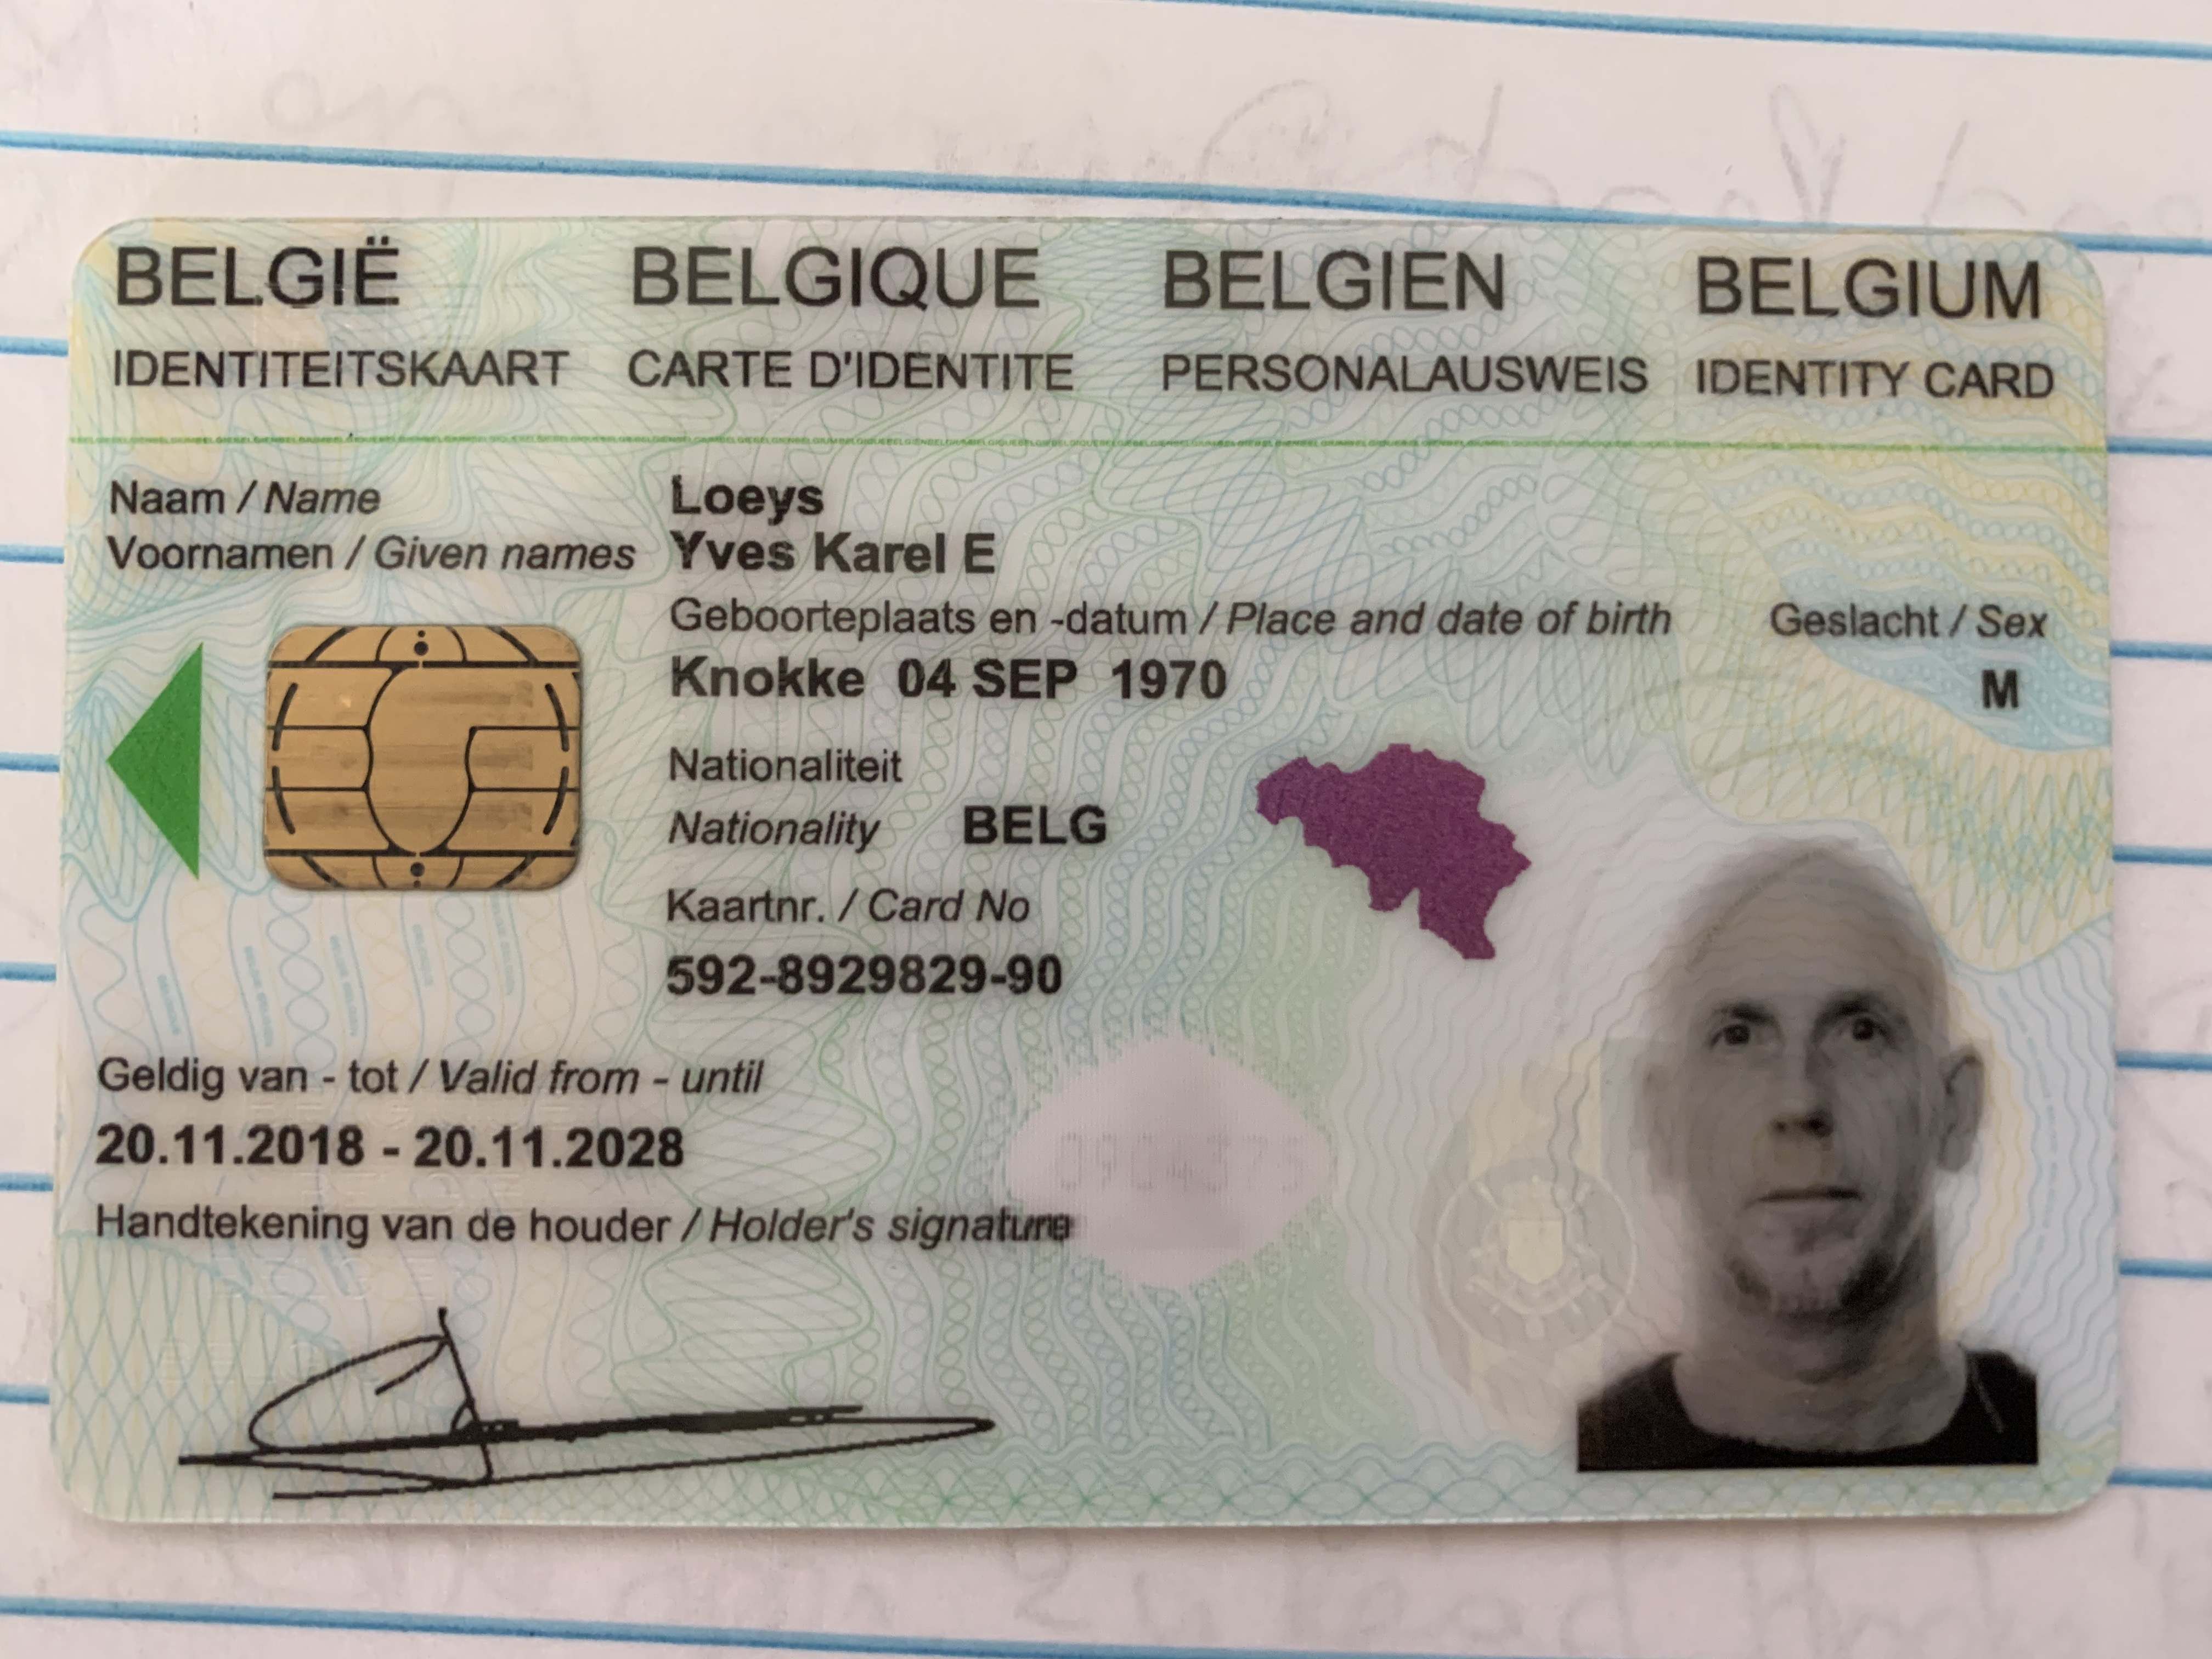 BELGIË BELGIQUE BELGIEN BELGIUM
IDENTITEITSKAART CARTE D'IDENTITE PERSONALAUSWEIS IDENTITY CARD
Naam / Name Loeys
Voornamen / Given names Yves Karel E
Geboorteplaats en -datum / Place and date of birth Geslacht / Sex
Knokke 04 SEP 1970 M
Nationaliteit
Nationality BELG
Kaartnr. / Card No
592-8929829-90
Geldig van - tot / Valid from - until
20.11.2018 - 20.11.2028
Handtekening van de houder / Holder's signature